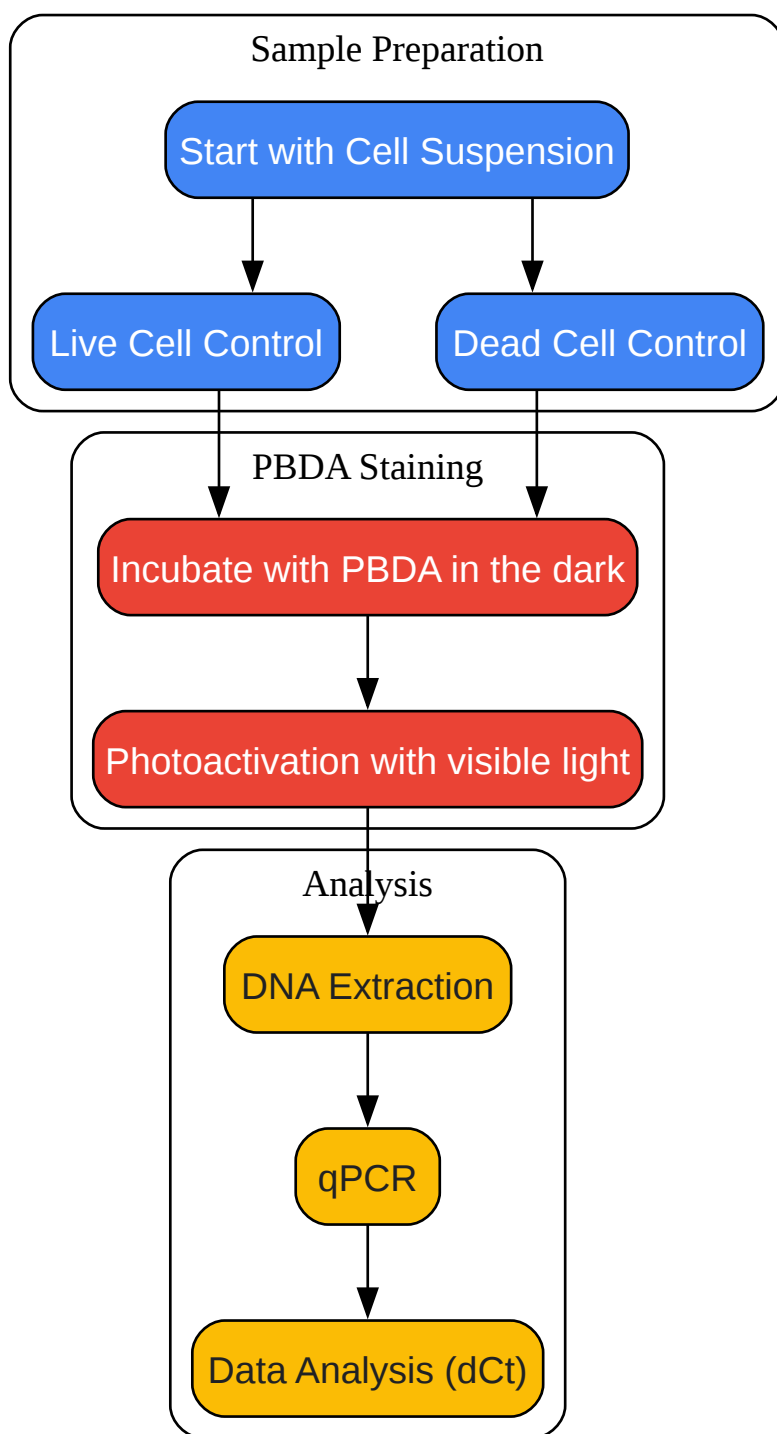 Sample Preparation
Start with Cell Suspension
Live Cell Control
Dead Cell Control
PBDA Staining
Incubate with PBDA in the dark
Photoactivation with visible light
Analysis
DNA Extraction
qPCR
Data Analysis (dCt)